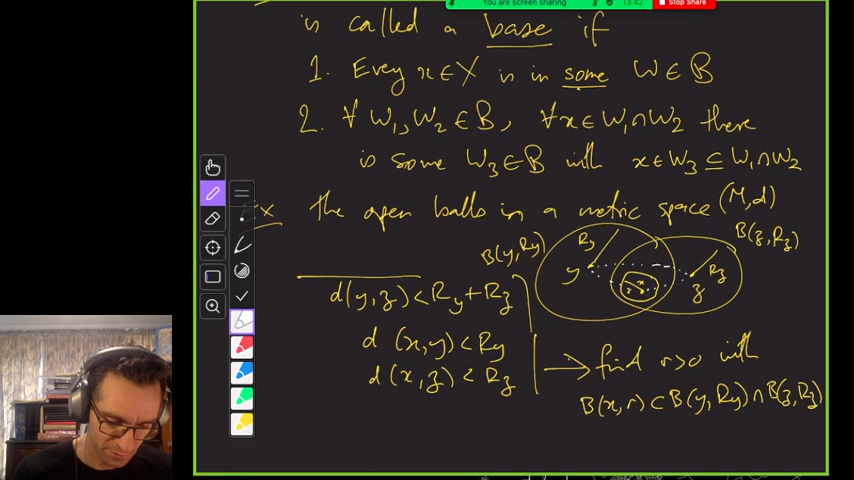 You are screen sharing 13:42 Stop Share
is called a base if
1. Every x∈X is in some W∈B
2. ∀ W₁, W₂ ∈ B, ∀x∈W₁∩W₂ there
is some W₃∈B with x∈W₃ ⊆ W₁∩W₂
Ex the open balls in a metric space (M,d)
B(y,Ry) Ry y x z Rz B(z,Rz)
d(y,z)<Ry+Rz
d(x,y)<Ry
d(x,z)<Rz
→ find r>0 with
B(x,r)⊂B(y,Ry)∩B(z,Rz)